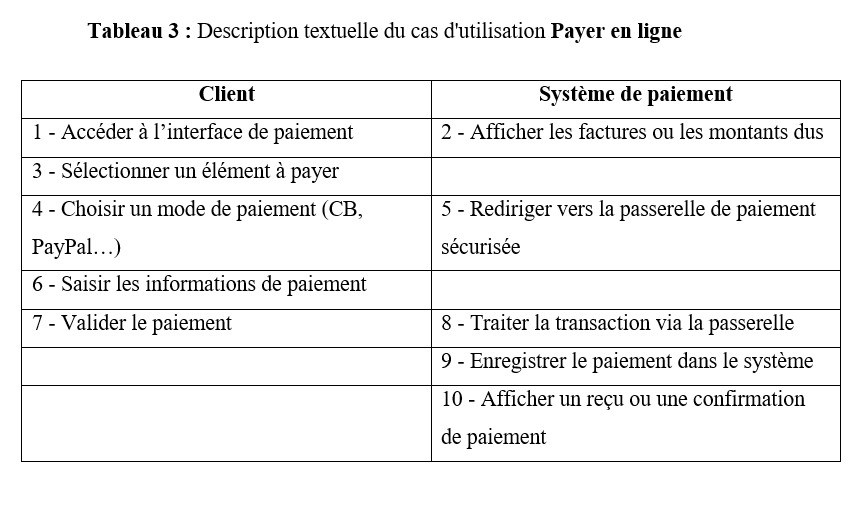 Tableau 3 : Description textuelle du cas d'utilisation Payer en ligne
Client
Système de paiement
1 - Accéder à l’interface de paiement
2 - Afficher les factures ou les montants dus
3 - Sélectionner un élément à payer
4 - Choisir un mode de paiement (CB,
PayPal…)
5 - Rediriger vers la passerelle de paiement
sécurisée
6 - Saisir les informations de paiement
7 - Valider le paiement
8 - Traiter la transaction via la passerelle
9 - Enregistrer le paiement dans le système
10 - Afficher un reçu ou une confirmation
de paiement